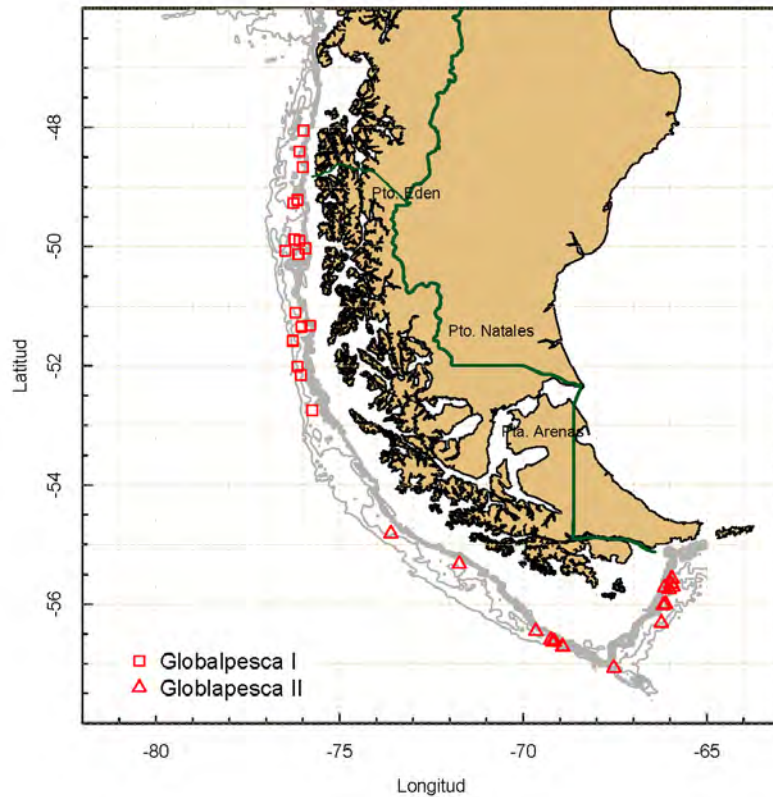 -48
Pto. Eden
-50
Pto. Natales
Latitud
-52
Pta. Arenas
-54
-56
Globalpesca I
Globlapesca II
-80
-75
-70
-65
Longitud